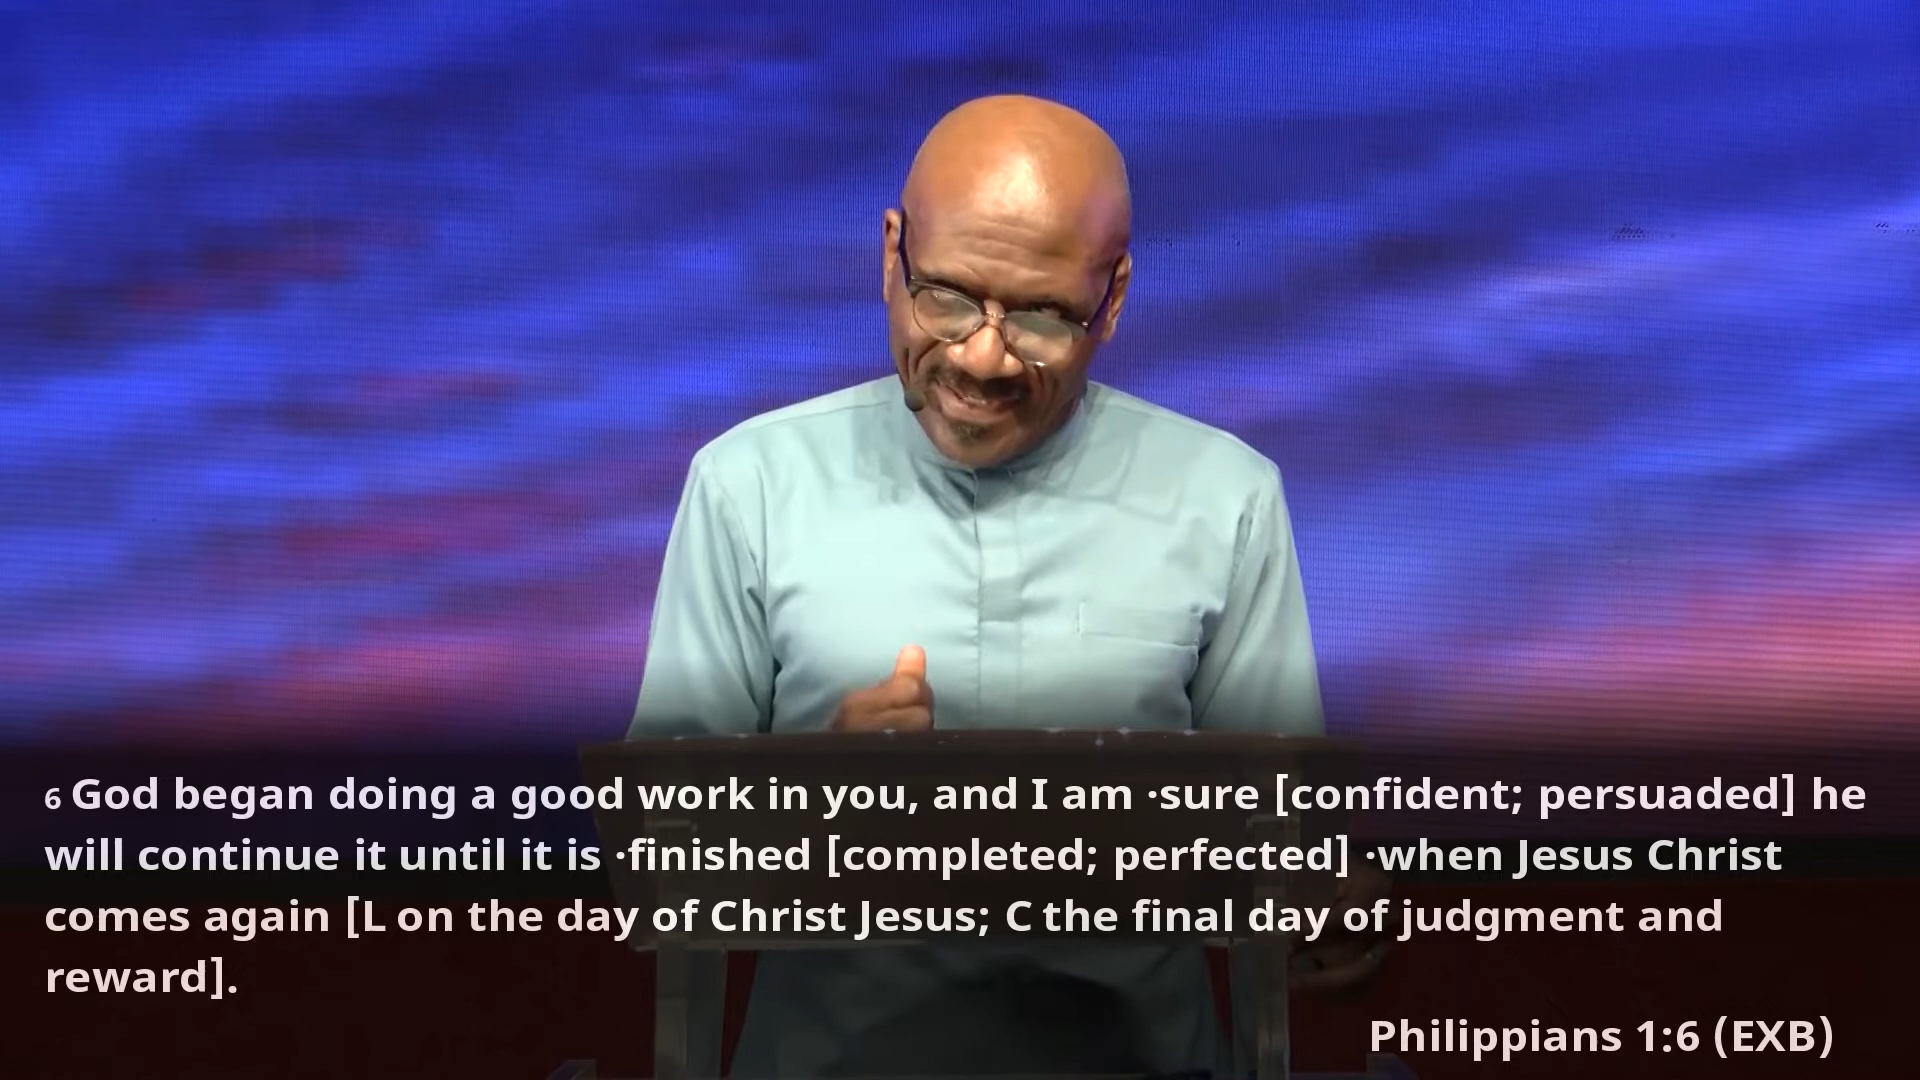 6 God began doing a good work in you, and I am ·sure [confident; persuaded] he
will continue it until it is ·finished [completed; perfected] ·when Jesus Christ
comes again [L on the day of Christ Jesus; C the final day of judgment and
reward].
Philippians 1:6 (EXB)